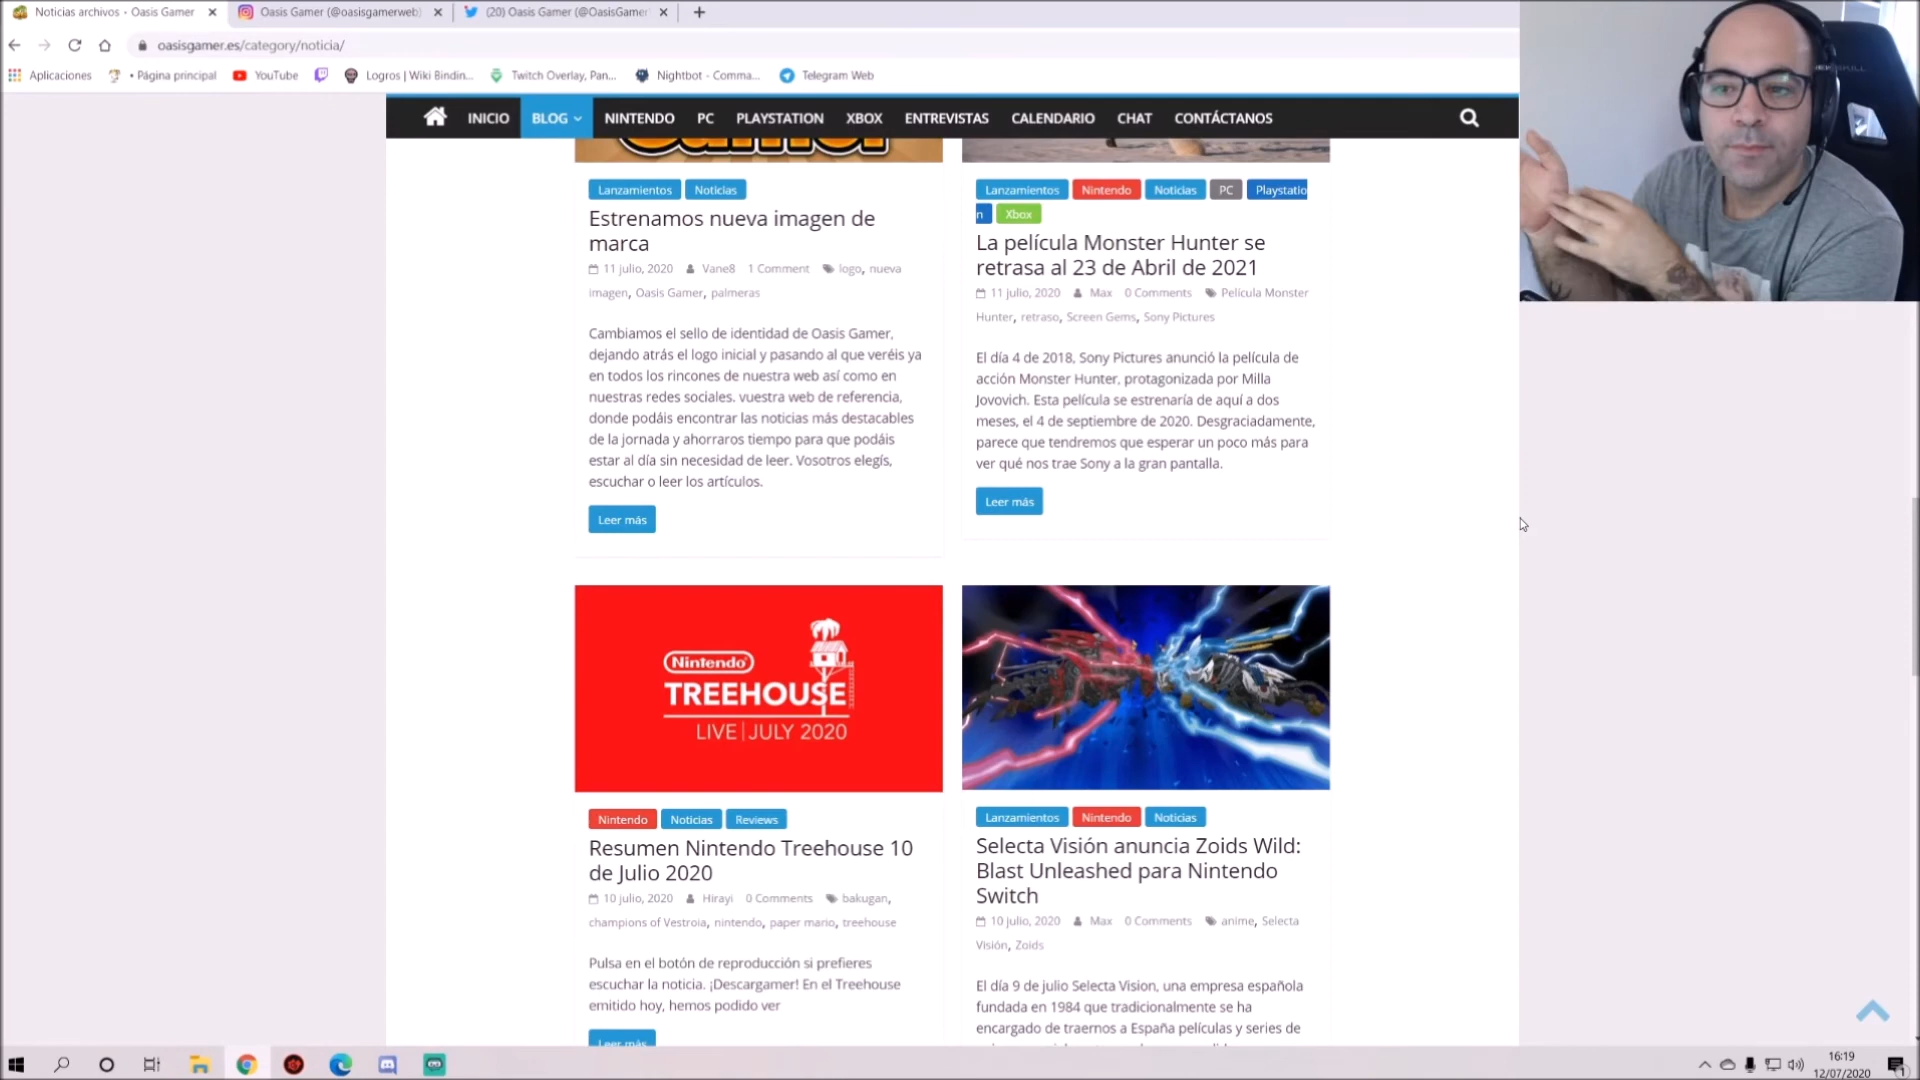 Noticias archivos - Oasis Gamer
Oasis Gamer (@oasisgamerweb)
(20) Oasis Gamer (@OasisGamer
oasisgamer.es/category/noticia/
Aplicaciones
• Página principal
YouTube
Logros | Wiki Bindin...
Twitch Overlay, Pan...
Nightbot - Comma...
Telegram Web
INICIO BLOG NINTENDO PC PLAYSTATION XBOX ENTREVISTAS CALENDARIO CHAT CONTÁCTANOS
Lanzamientos Noticias
Estrenamos nueva imagen de
marca
11 julio, 2020 Vane8 1 Comment logo, nueva
imagen, Oasis Gamer, palmeras
Cambiamos el sello de identidad de Oasis Gamer,
dejando atrás el logo inicial y pasando al que veréis ya
en todos los rincones de nuestra web así como en
nuestras redes sociales. vuestra web de referencia,
donde podáis encontrar las noticias más destacables
de la jornada y ahorraros tiempo para que podáis
estar al día sin necesidad de leer. Vosotros elegís,
escuchar o leer los artículos.
Leer más
Lanzamientos Nintendo Noticias PC Playstatio
n Xbox
La película Monster Hunter se
retrasa al 23 de Abril de 2021
11 julio, 2020 Max 0 Comments Película Monster
Hunter, retraso, Screen Gems, Sony Pictures
El día 4 de 2018, Sony Pictures anunció la película de
acción Monster Hunter, protagonizada por Milla
Jovovich. Esta película se estrenaría de aquí a dos
meses, el 4 de septiembre de 2020. Desgraciadamente,
parece que tendremos que esperar un poco más para
ver qué nos trae Sony a la gran pantalla.
Leer más
Nintendo
TREEHOUSE
LIVE | JULY 2020
Nintendo Noticias Reviews
Resumen Nintendo Treehouse 10
de Julio 2020
10 julio, 2020 Hirayi 0 Comments bakugan,
champions of Vestroia, nintendo, paper mario, treehouse
Pulsa en el botón de reproducción si prefieres
escuchar la noticia. ¡Descargamer! En el Treehouse
emitido hoy, hemos podido ver
Leer más
Lanzamientos Nintendo Noticias
Selecta Visión anuncia Zoids Wild:
Blast Unleashed para Nintendo
Switch
10 julio, 2020 Max 0 Comments anime, Selecta
Visión, Zoids
El día 9 de julio Selecta Vision, una empresa española
fundada en 1984 que tradicionalmente se ha
encargado de traernos a España películas y series de
16:19
12/07/2020